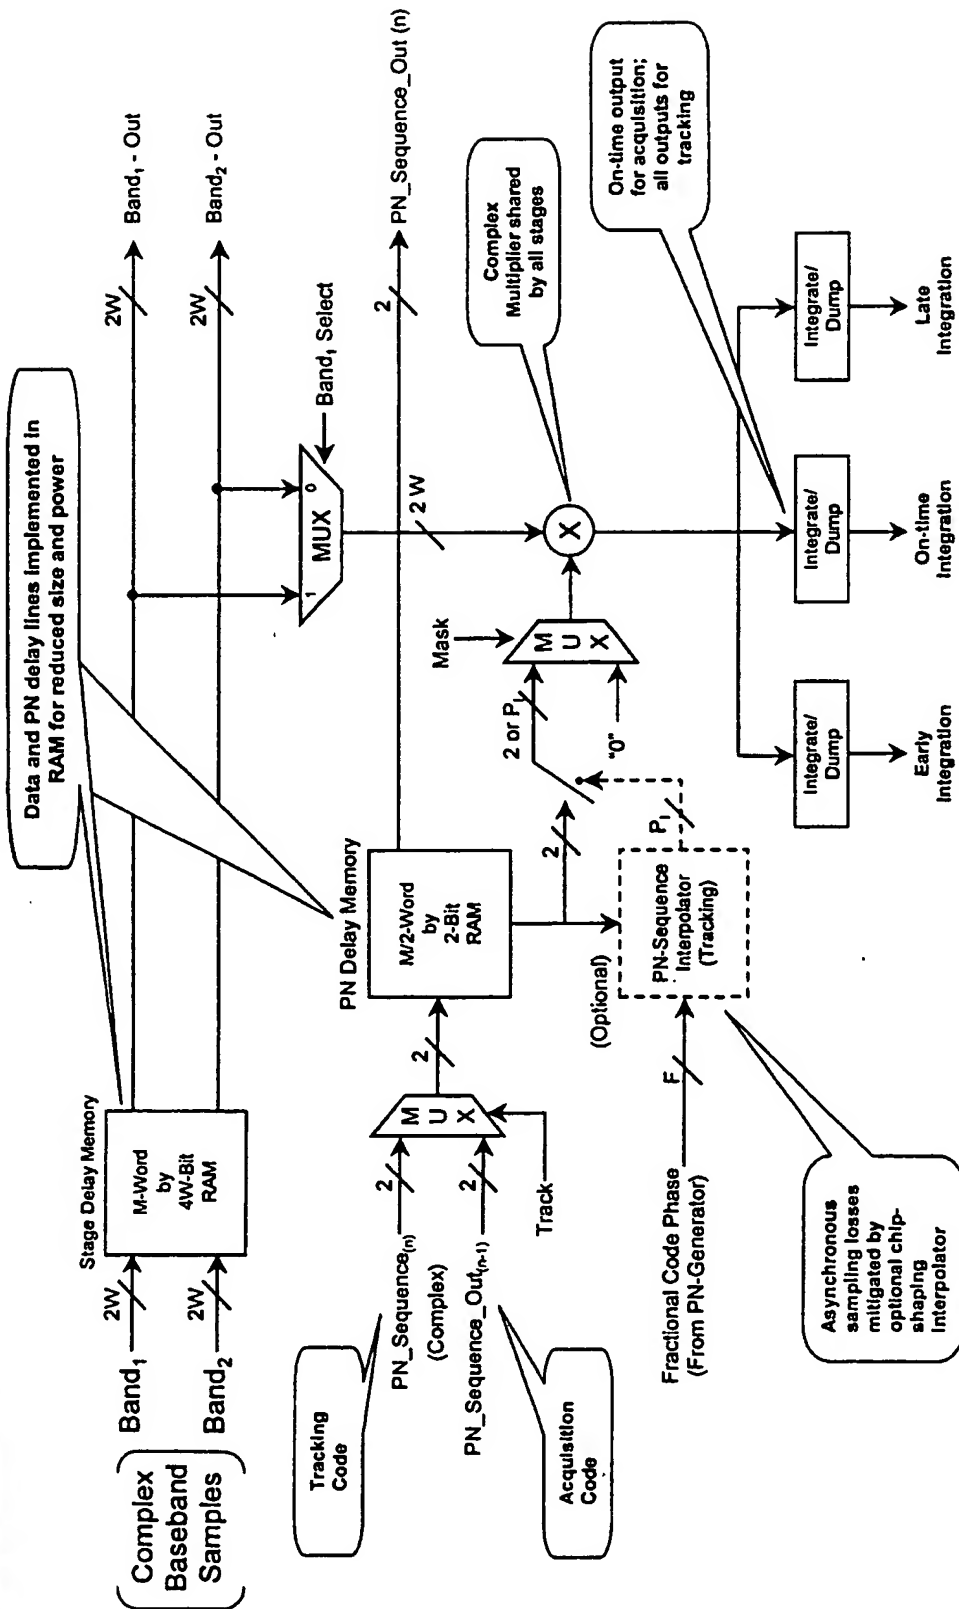 Data and PN delay lines implemented in
RAM for reduced size and power
Complex
Baseband
Samples
Band1
Band2
2W
2W
Stage Delay Memory
M-Word
by
4W-Bit
RAM
2W
2W
Band1 - Out
Band2 - Out
1
0
MUX
Band1 Select
2 W
Tracking
Code
PN_Sequence(n)
(Complex)
PN_Sequence_Out(n-1)
Acquisition
Code
2
2
M
U
X
Track
2
PN Delay Memory
M/2-Word
by
2-Bit
RAM
2
PN_Sequence_Out (n)
2
(Optional)
PN-Sequence
Interpolator
(Tracking)
Fractional Code Phase
(From PN-Generator)
F
PI
2 or PI
"0"
Mask
M
U
X
X
Complex
Multiplier shared
by all stages
Asynchronous
sampling losses
mitigated by
optional chip-
shaping
Interpolator
On-time output
for acquisition;
all outputs for
tracking
Integrate/
Dump
Early
Integration
Integrate/
Dump
On-time
Integration
Integrate/
Dump
Late
Integration